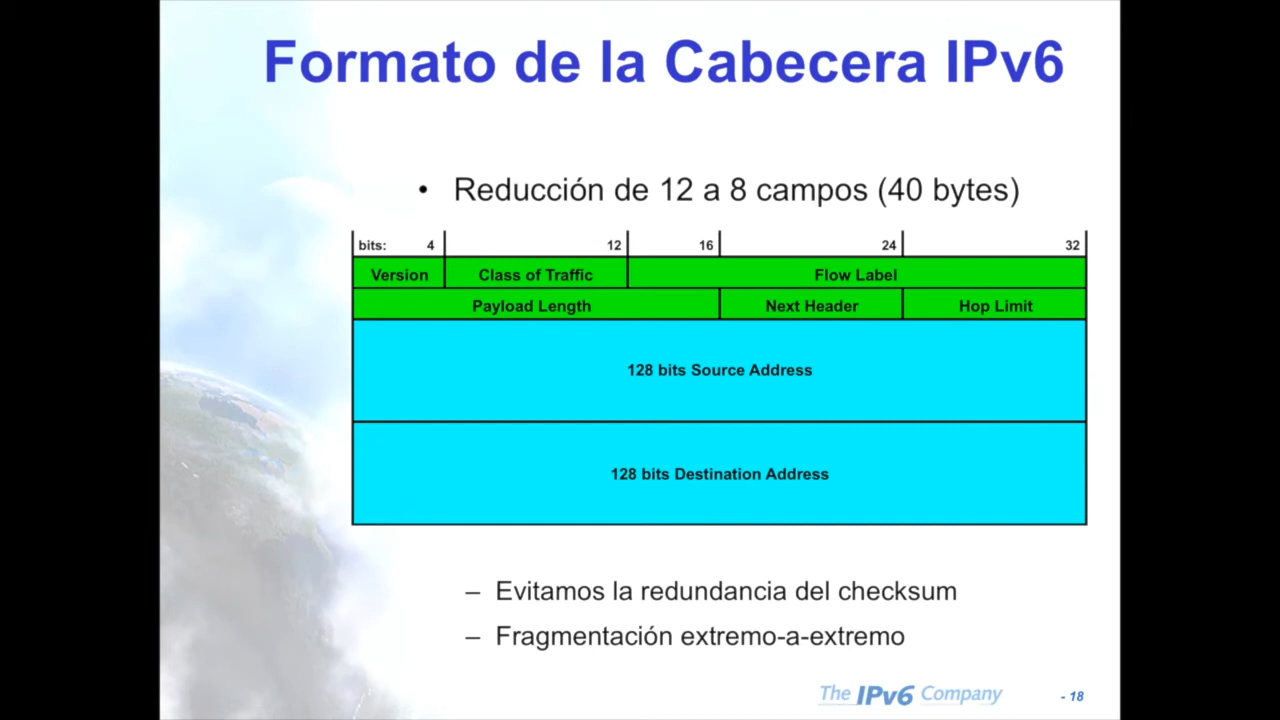 Formato de la Cabecera IPv6
• Reducción de 12 a 8 campos (40 bytes)
bits: 4 12 16 24 32
Version Class of Traffic Flow Label
Payload Length Next Header Hop Limit
128 bits Source Address
128 bits Destination Address
– Evitamos la redundancia del checksum
– Fragmentación extremo-a-extremo
The IPv6 Company - 18